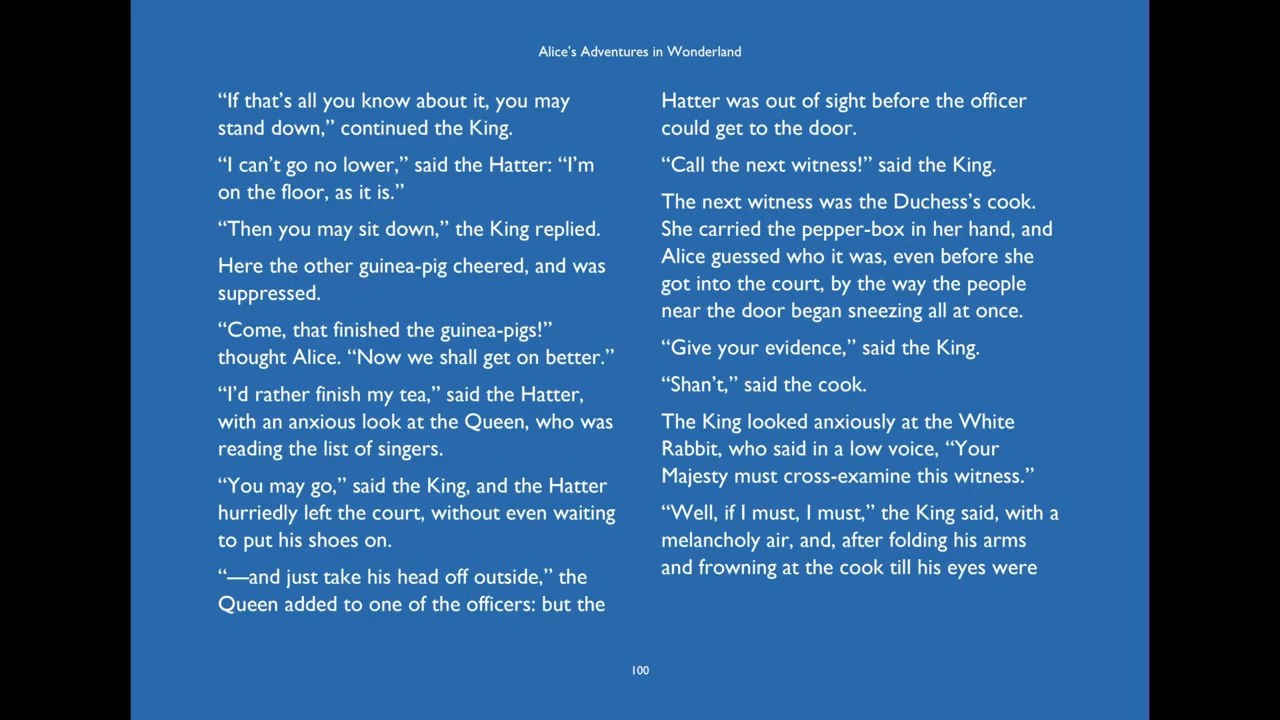 Alice’s Adventures in Wonderland
“If that’s all you know about it, you may
stand down,” continued the King.
“I can’t go no lower,” said the Hatter: “I’m
on the floor, as it is.”
“Then you may sit down,” the King replied.
Here the other guinea-pig cheered, and was
suppressed.
“Come, that finished the guinea-pigs!”
thought Alice. “Now we shall get on better.”
“I’d rather finish my tea,” said the Hatter,
with an anxious look at the Queen, who was
reading the list of singers.
“You may go,” said the King, and the Hatter
hurriedly left the court, without even waiting
to put his shoes on.
“—and just take his head off outside,” the
Queen added to one of the officers: but the
Hatter was out of sight before the officer
could get to the door.
“Call the next witness!” said the King.
The next witness was the Duchess’s cook.
She carried the pepper-box in her hand, and
Alice guessed who it was, even before she
got into the court, by the way the people
near the door began sneezing all at once.
“Give your evidence,” said the King.
“Shan’t,” said the cook.
The King looked anxiously at the White
Rabbit, who said in a low voice, “Your
Majesty must cross-examine this witness.”
“Well, if I must, I must,” the King said, with a
melancholy air, and, after folding his arms
and frowning at the cook till his eyes were
100